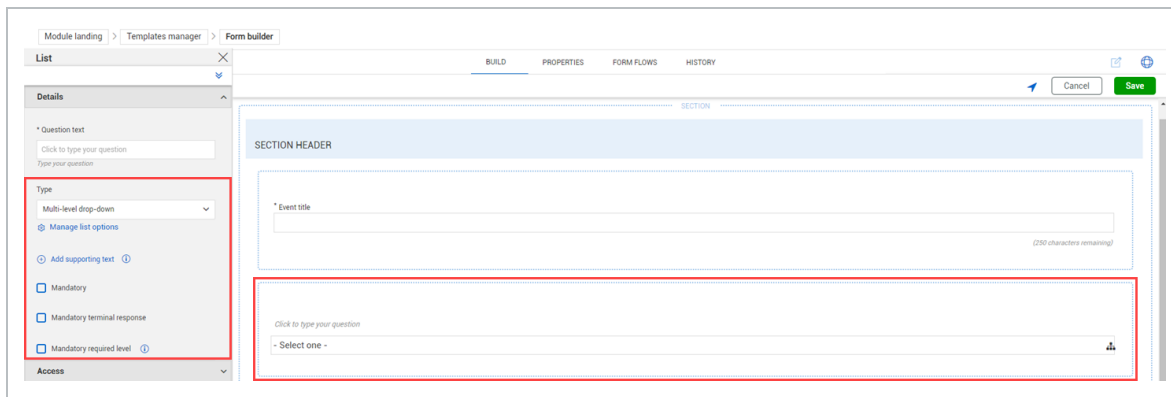 Module landing > Templates manager > Form builder
List
BUILD PROPERTIES FORM FLOWS HISTORY
Details
Cancel Save
SECTION
* Question text
Click to type your question
Type your question
SECTION HEADER
Type
Multi-level drop-down
Manage list options
Add supporting text
Mandatory
Mandatory terminal response
Mandatory required level
Access
* Event title
(250 characters remaining)
Click to type your question
- Select one -